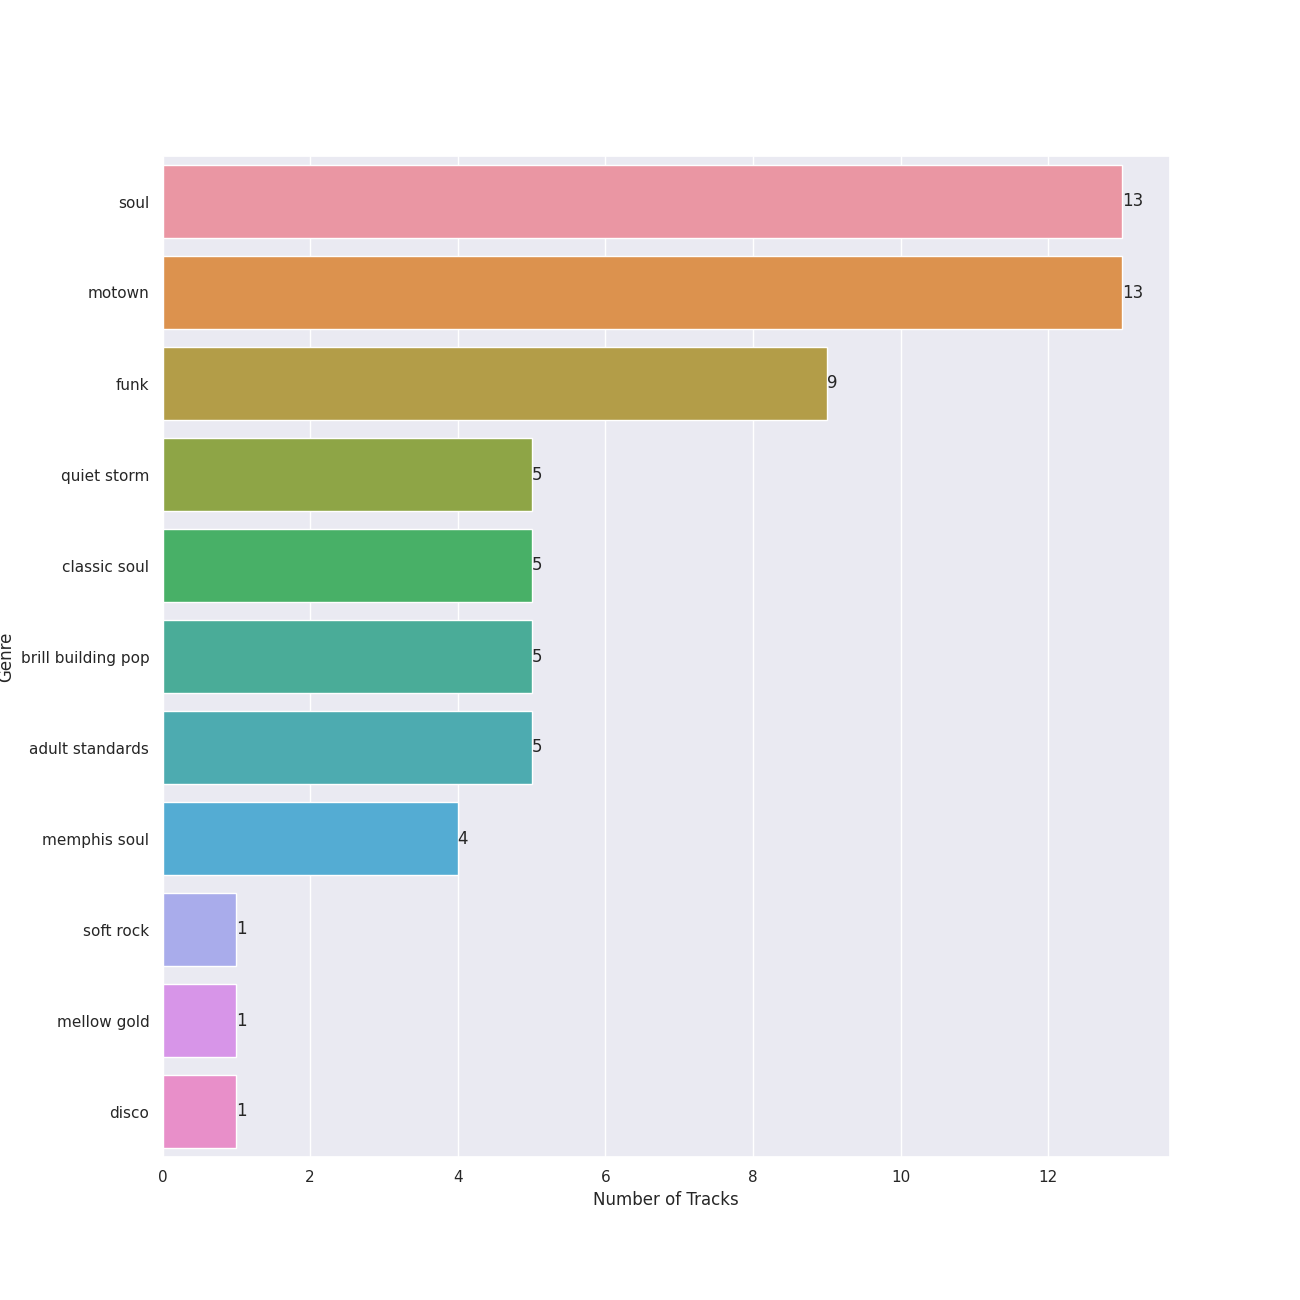 soul 13
motown 13
funk 9
quiet storm 5
classic soul 5
brill building pop 5
adult standards 5
memphis soul 4
soft rock 1
mellow gold 1
disco 1
Genre
0 2 4 6 8 10 12
Number of Tracks